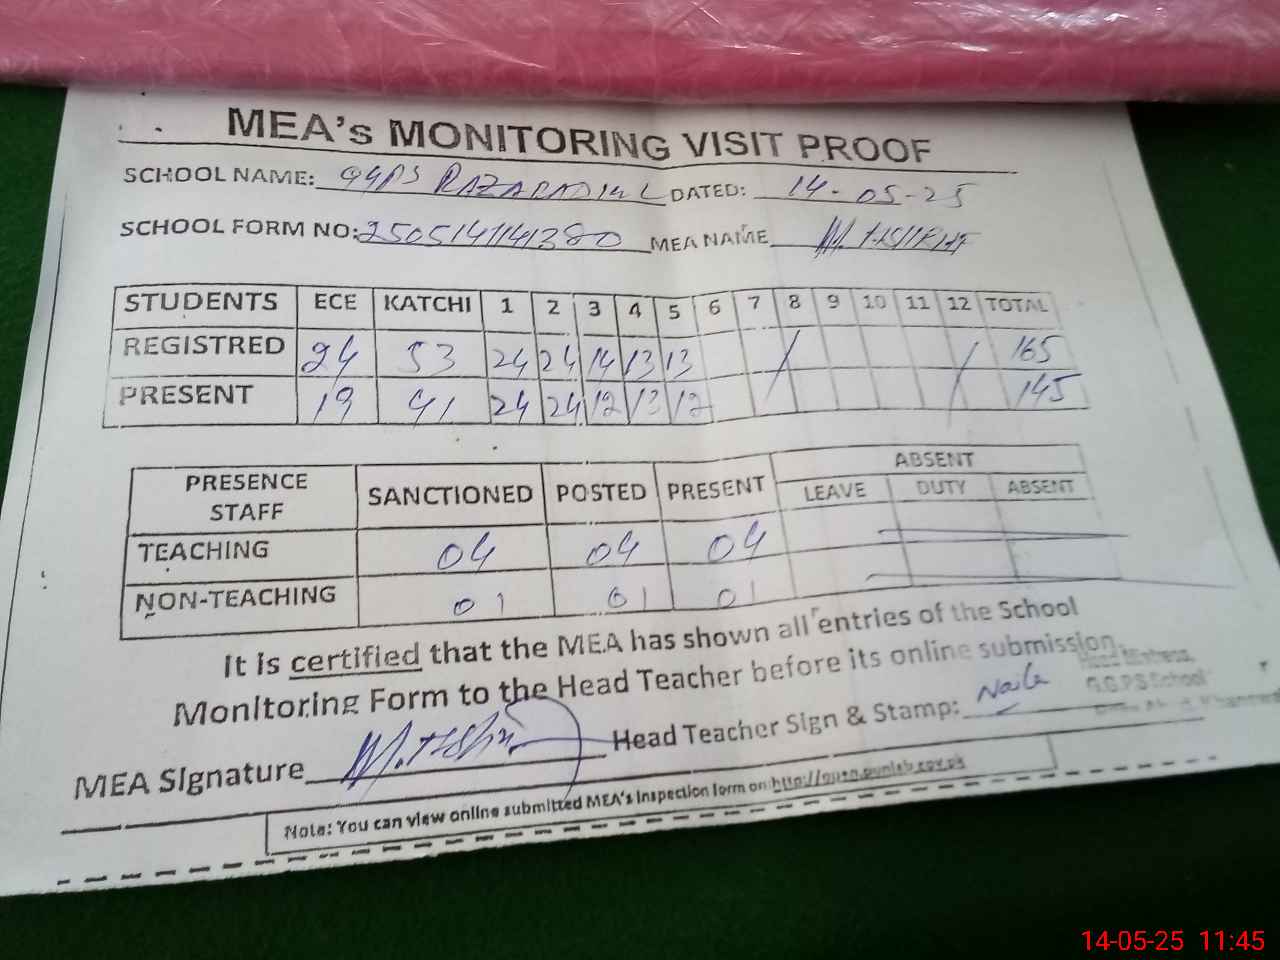 MEA's MONITORING VISIT PROOF
SCHOOL NAME: GGPS DATED: 14-05-25
SCHOOL FORM NO: 2505141141380 MEA NAME
STUDENTS ECE KATCHI 1 2 3 4 5 6 7 8 9 10 11 12 TOTAL
REGISTRED 24 53 24 24 14 13 13 165
PRESENT 19 41 24 24 12 13 12 145
PRESENCE STAFF SANCTIONED POSTED PRESENT ABSENT
LEAVE DUTY ABSENT
TEACHING 04 04 04
NON-TEACHING 01 01 01
It is certified that the MEA has shown all entries of the School
Monitoring Form to the Head Teacher before its online submission.
MEA Signature Head Teacher Sign & Stamp: Naila
G.G.P.S School
Note: You can view online submitted MEA's inspection form on:
14-05-25 11:45